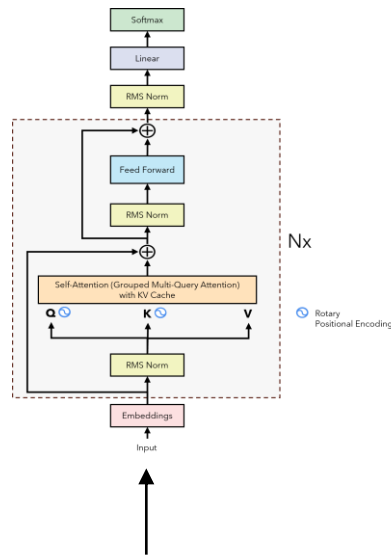 Softmax
Linear
RMS Norm
Feed Forward
RMS Norm
Nx
Self-Attention (Grouped Multi-Query Attention)
with KV Cache
Q K V
Rotary
Positional Encoding
RMS Norm
Embeddings
Input